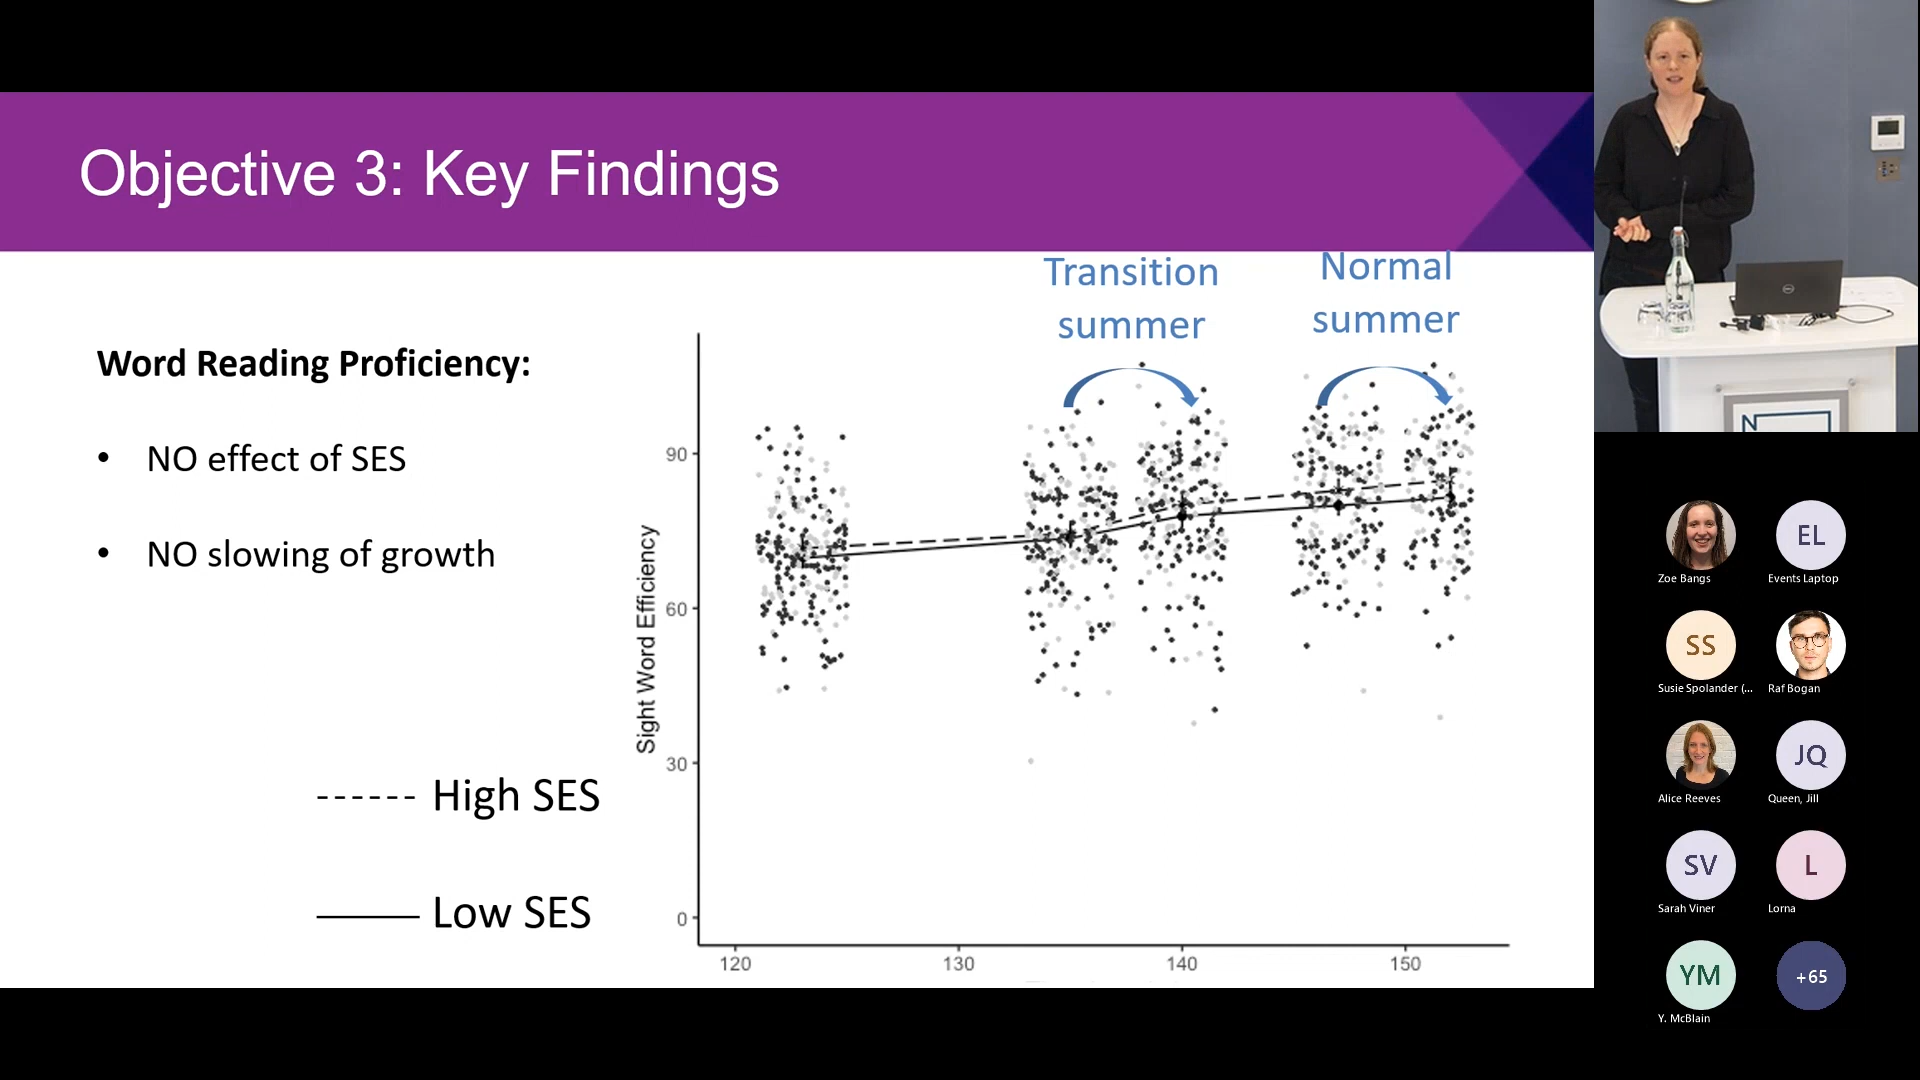 Objective 3: Key Findings
Transition
summer
Normal
summer
Word Reading Proficiency:
• NO effect of SES
• NO slowing of growth
High SES
Low SES
Sight Word Efficiency
90
60
30
0
120
130
140
150
DELL
N
Zoe Bangs
EL
Events Laptop
SS
Susie Spolander (...
Raf Bogan
Alice Reeves
JQ
Queen, Jill
SV
Sarah Viner
L
Lorna
YM
Y. McBlain
+65